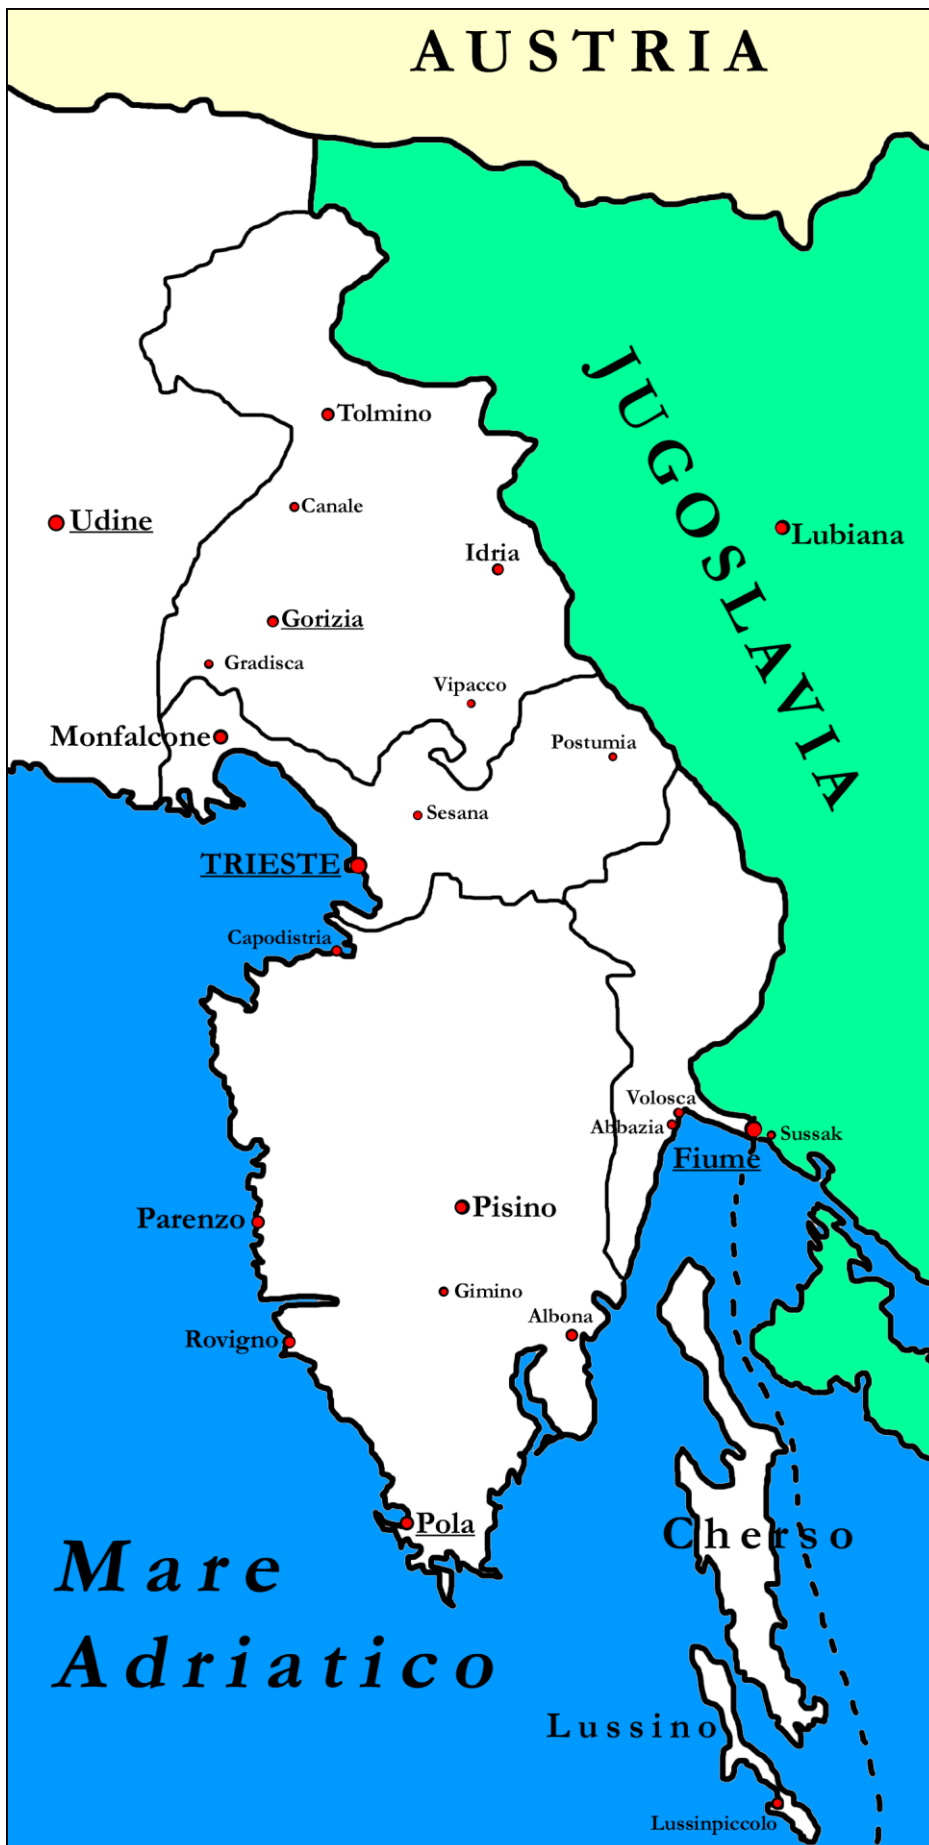 AUSTRIA
JUGOSLAVIA
Tolmino
Canale
Udine
Lubiana
Idria
Gorizia
Gradisca
Vipacco
Monfalcone
Postumia
Sesana
TRIESTE
Capodistria
Volosca
Abbazia
Sussak
Fiume
Pisino
Parenzo
Gimino
Albona
Rovigno
Pola
Cherso
Mare
Adriatico
Lussino
Lussinpiccolo